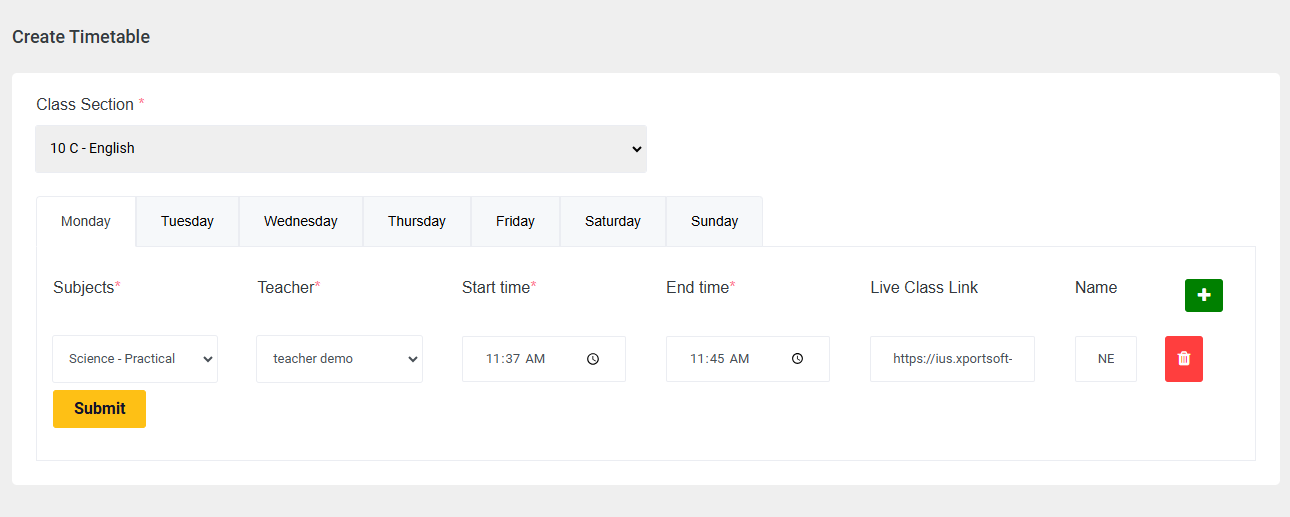 Create Timetable
Class Section *
10 C - English
Monday Tuesday Wednesday Thursday Friday Saturday Sunday
Subjects* Teacher* Start time* End time* Live Class Link Name
Science - Practical teacher demo 11:37 AM 11:45 AM https://ius.xportsoft- NE
Submit